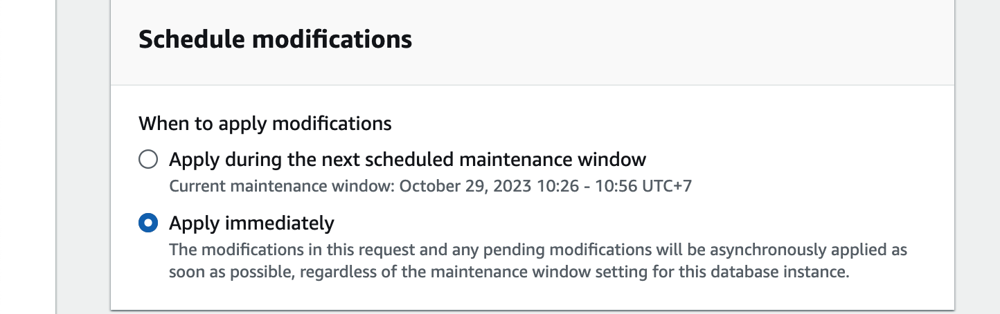 Schedule modifications
When to apply modifications
Apply during the next scheduled maintenance window
Current maintenance window: October 29, 2023 10:26 - 10:56 UTC+7
Apply immediately
The modifications in this request and any pending modifications will be asynchronously applied as
soon as possible, regardless of the maintenance window setting for this database instance.